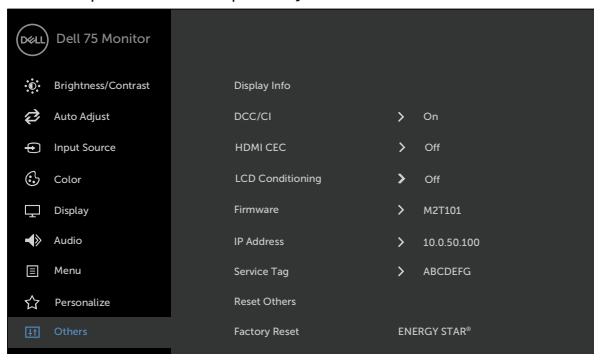 DELL Dell 75 Monitor
Brightness/Contrast Display Info
Auto Adjust DCC/CI > On
Input Source HDMI CEC > Off
Color LCD Conditioning > Off
Display Firmware > M2T101
Audio IP Address > 10.0.50.100
Menu Service Tag > ABCDEFG
Personalize Reset Others
Others Factory Reset ENERGY STAR®